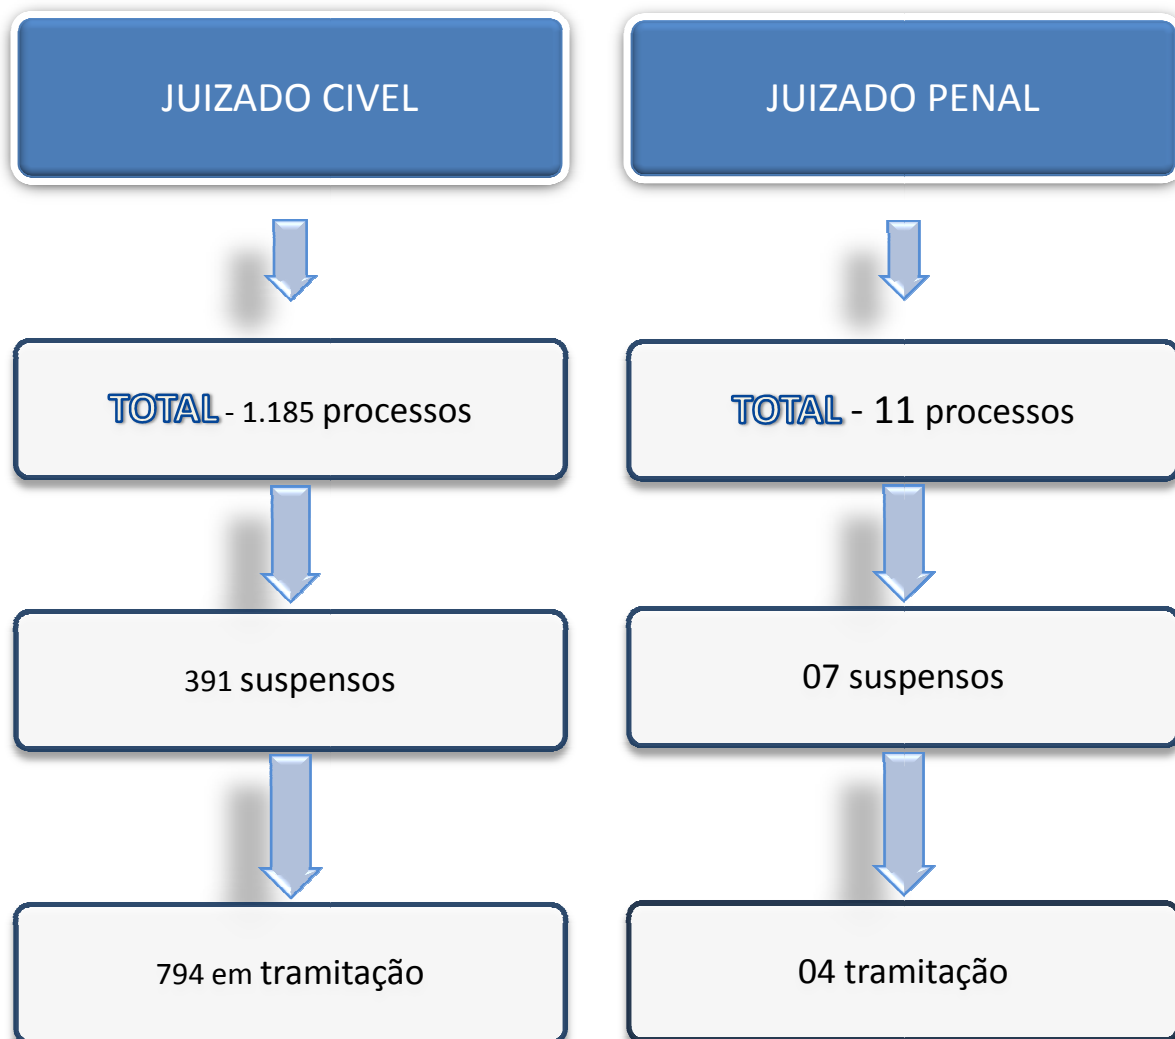 JUIZADO CIVEL
TOTAL - 1.185 processos
391 suspensos
794 em tramitação
JUIZADO PENAL
TOTAL - 11 processos
07 suspensos
04 tramitação